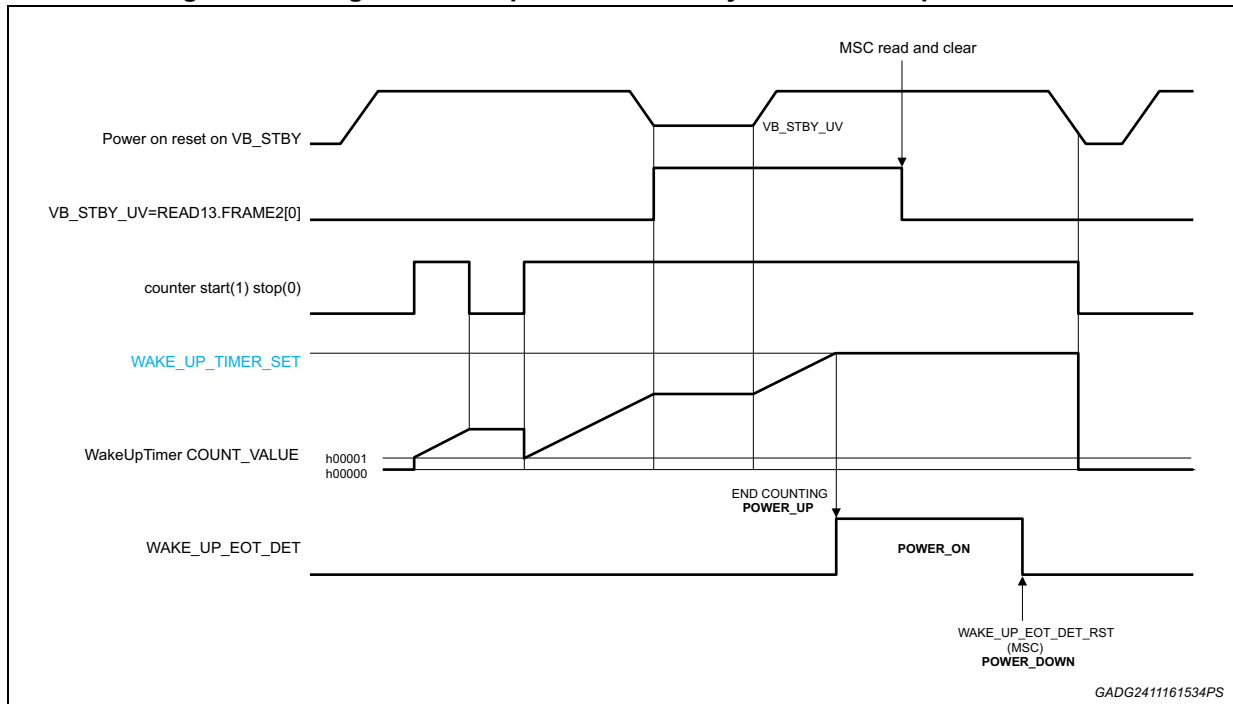 MSC read and clear
Power on reset on VB_STBY
VB_STBY_UV
VB_STBY_UV=READ13.FRAME2[0]
counter start(1) stop(0)
WAKE_UP_TIMER_SET
WakeUpTimer COUNT_VALUE
h00001
h00000
END COUNTING
POWER_UP
WAKE_UP_EOT_DET
POWER_ON
WAKE_UP_EOT_DET_RST
(MSC)
POWER_DOWN
GADG2411161534PS